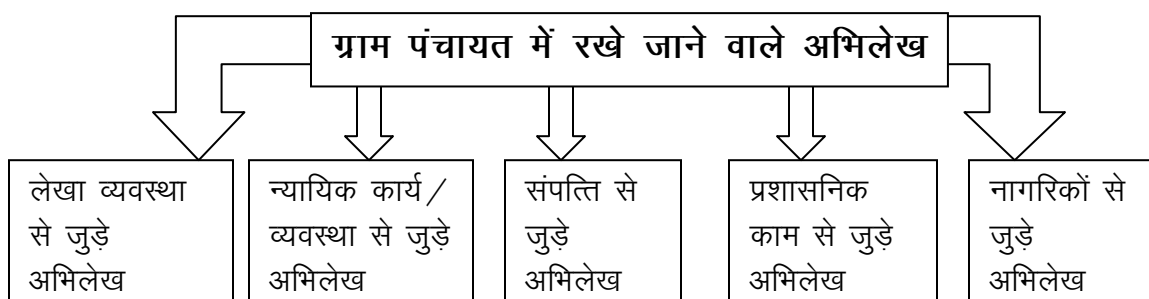 ग्राम पंचायत में रखे जाने वाले अभिलेख
लेखा व्यवस्था
से जुड़े
अभिलेख
न्यायिक कार्य/
व्यवस्था से जुड़े
अभिलेख
संपत्ति से
जुड़े
अभिलेख
प्रशासनिक
काम से जुड़े
अभिलेख
नागरिकों से
जुड़े
अभिलेख